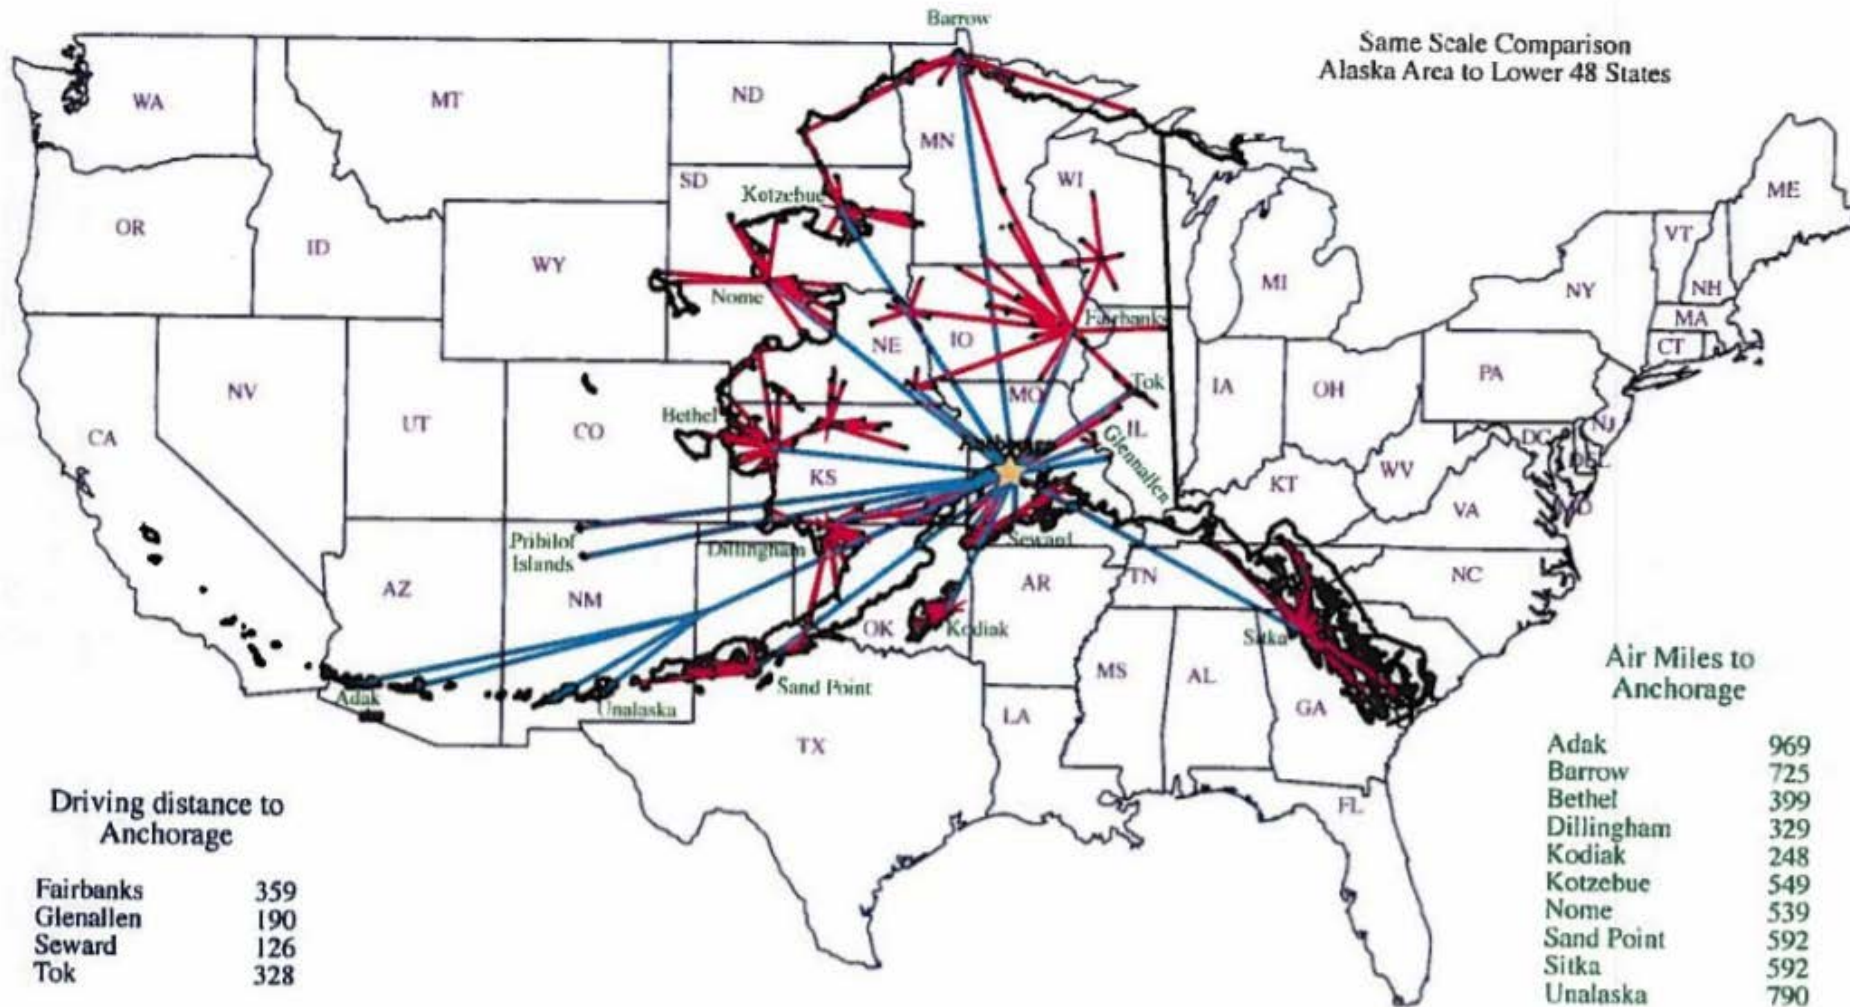 Barrow
Same Scale Comparison
Alaska Area to Lower 48 States
WA
MT
ND
MN
SD
WI
ME
Kotzebue
OR
ID
WY
VT
MI
NY
NH
Nome
Fairbanks
MA
NE
IO
CT
PA
NV
UT
CO
Tok
IA
OH
MO
Bethel
CA
IL
NJ
DC
Glennallen
WV
KS
KT
VA
MD
Pribilof
Islands
Dillingham
Seward
AZ
NM
AR
TN
NC
OK
Kodiak
Sitka
MS
AL
GA
Adak
Unalaska
Sand Point
LA
TX
FL
Driving distance to
Anchorage
Fairbanks 359
Glenallen 190
Seward 126
Tok 328
Air Miles to
Anchorage
Adak 969
Barrow 725
Bethel 399
Dillingham 329
Kodiak 248
Kotzebue 549
Nome 539
Sand Point 592
Sitka 592
Unalaska 790